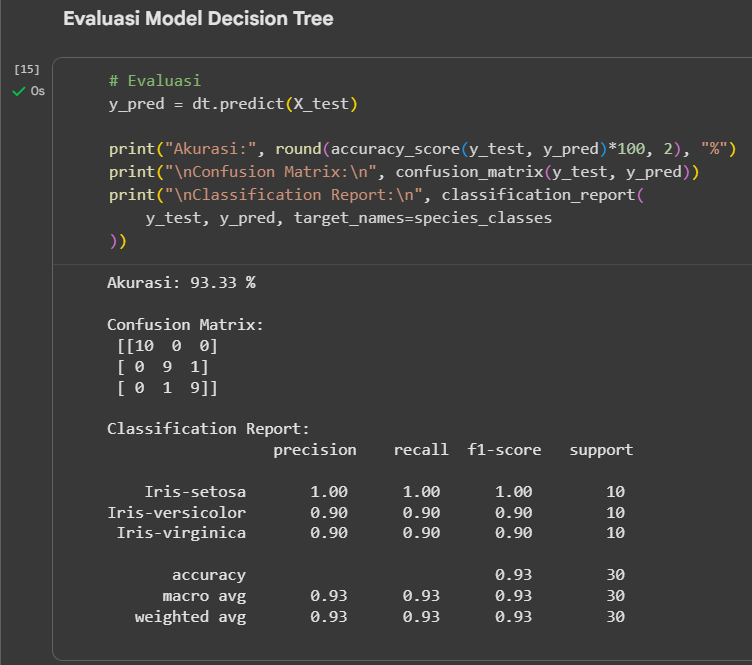 Evaluasi Model Decision Tree
[15]
0s
# Evaluasi
y_pred = dt.predict(X_test)
print("Akurasi:", round(accuracy_score(y_test, y_pred)*100, 2), "%")
print("\nConfusion Matrix:\n", confusion_matrix(y_test, y_pred))
print("\nClassification Report:\n", classification_report(
    y_test, y_pred, target_names=species_classes
))
Akurasi: 93.33 %
Confusion Matrix:
 [[10  0  0]
 [ 0  9  1]
 [ 0  1  9]]
Classification Report:
                  precision    recall  f1-score   support
    Iris-setosa       1.00      1.00      1.00        10
Iris-versicolor       0.90      0.90      0.90        10
 Iris-virginica       0.90      0.90      0.90        10
       accuracy                           0.93        30
      macro avg       0.93      0.93      0.93        30
   weighted avg       0.93      0.93      0.93        30